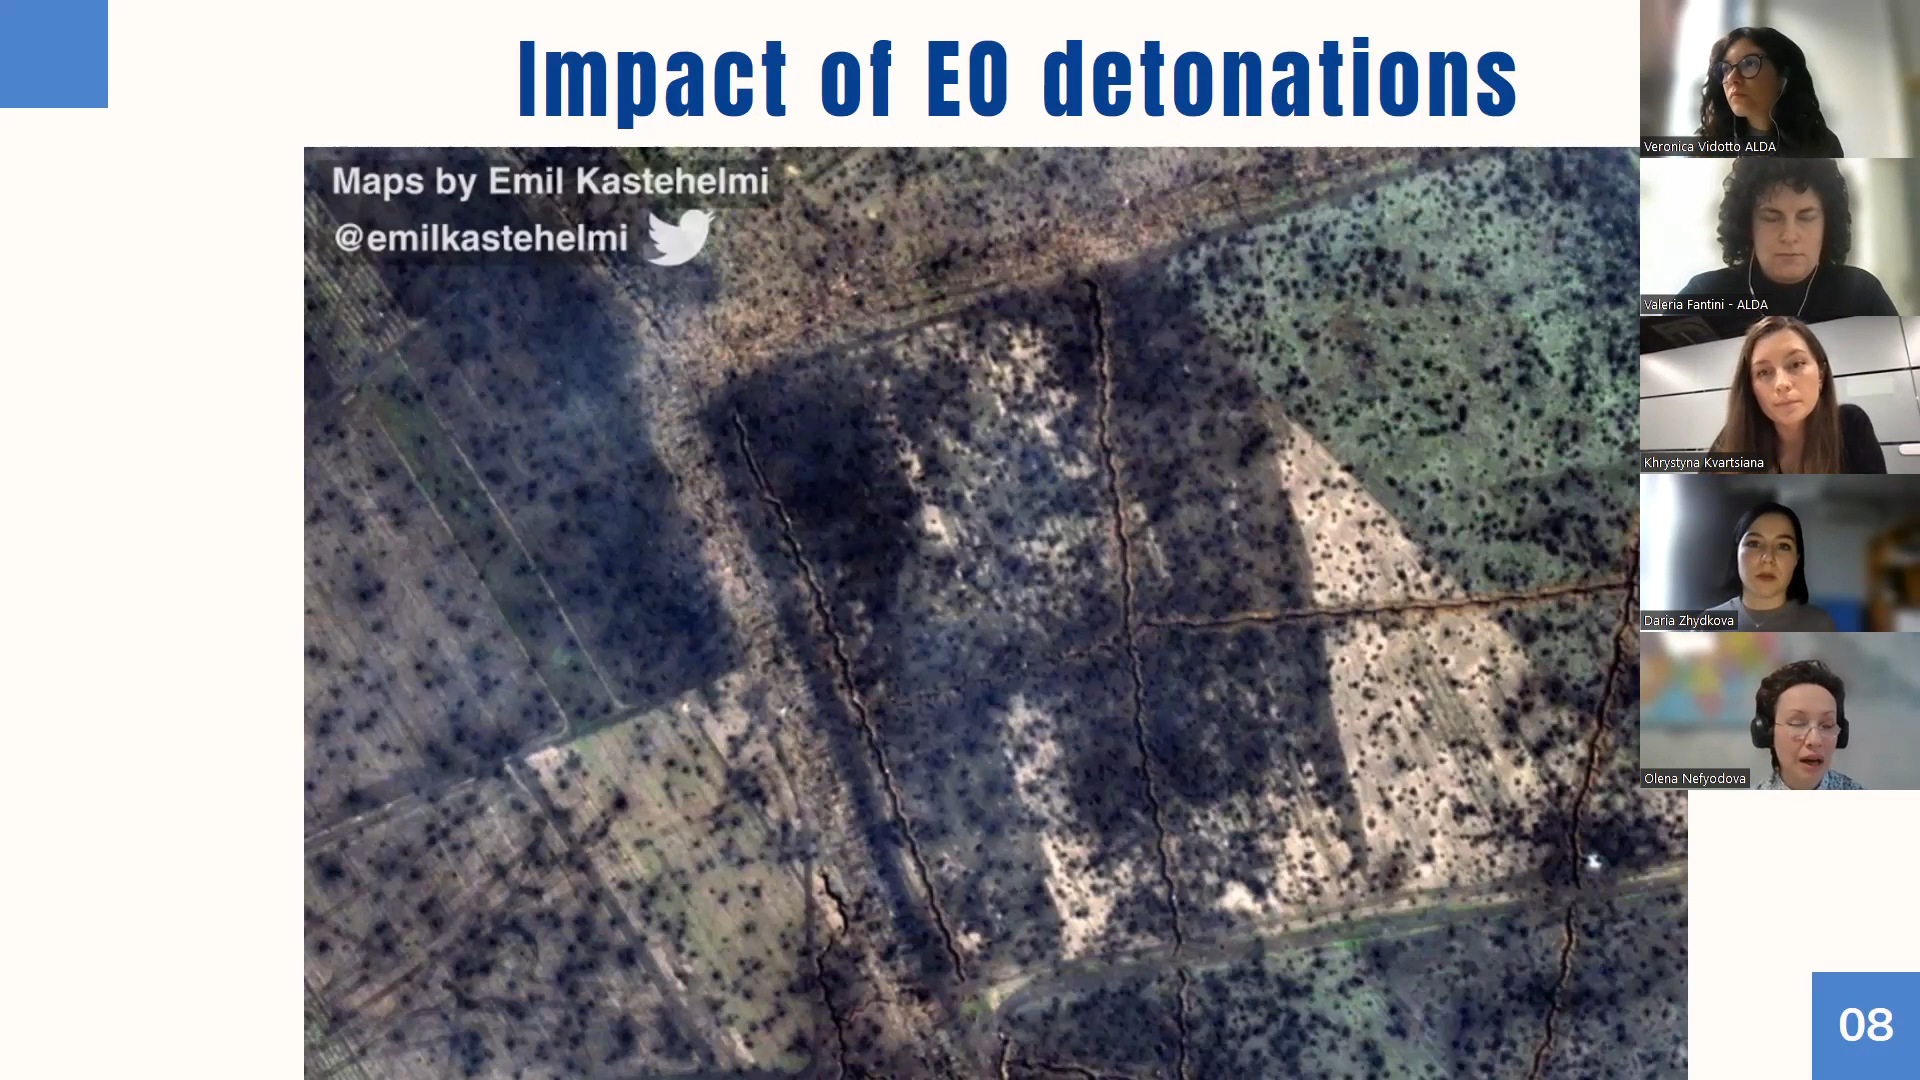 Impact of EO detonations
Maps by Emil Kastehelmi
@emilkastehelmi
Veronica Vidotto ALDA
Valeria Fantini - ALDA
Khrystyna Kvartsiana
Daria Zhydkova
Olena Nefyodova
08